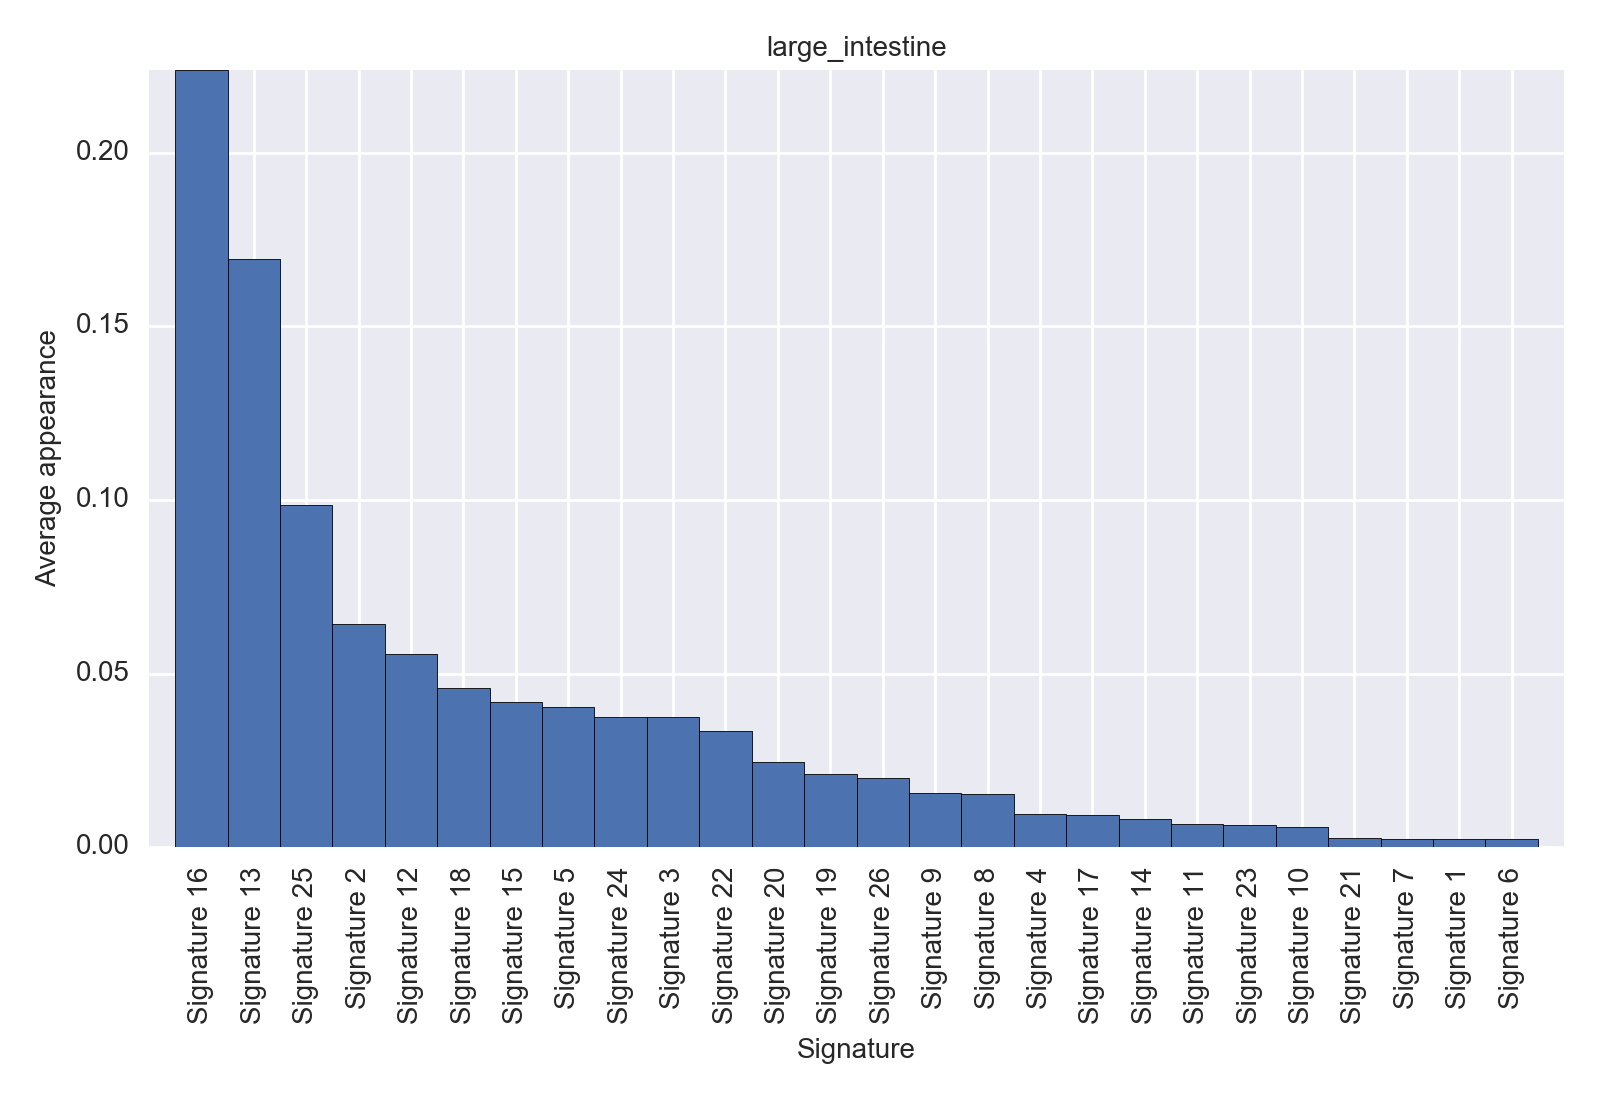 large_intestine
Average appearance
0.20
0.15
0.10
0.05
0.00
Signature 16
Signature 13
Signature 25
Signature 2
Signature 12
Signature 18
Signature 15
Signature 5
Signature 24
Signature 3
Signature 22
Signature 20
Signature 19
Signature 26
Signature 9
Signature 8
Signature 4
Signature 17
Signature 14
Signature 11
Signature 23
Signature 10
Signature 21
Signature 7
Signature 1
Signature 6
Signature